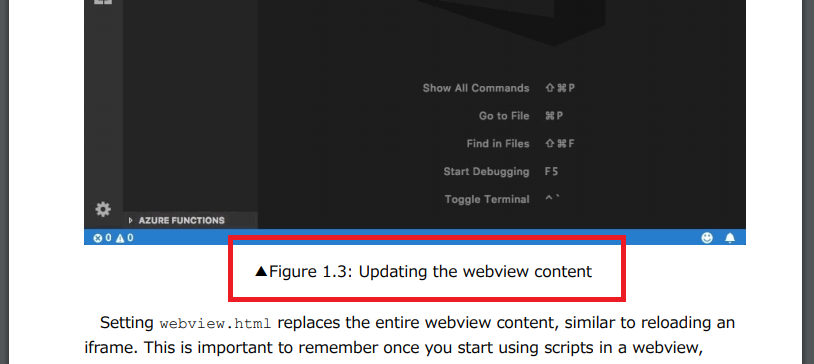 Show All Commands ⇧⌘P
Go to File ⌘P
Find in Files ⇧⌘F
Start Debugging F5
Toggle Terminal ^`
AZURE FUNCTIONS
0 0
▲Figure 1.3: Updating the webview content
Setting webview.html replaces the entire webview content, similar to reloading an
iframe. This is important to remember once you start using scripts in a webview,